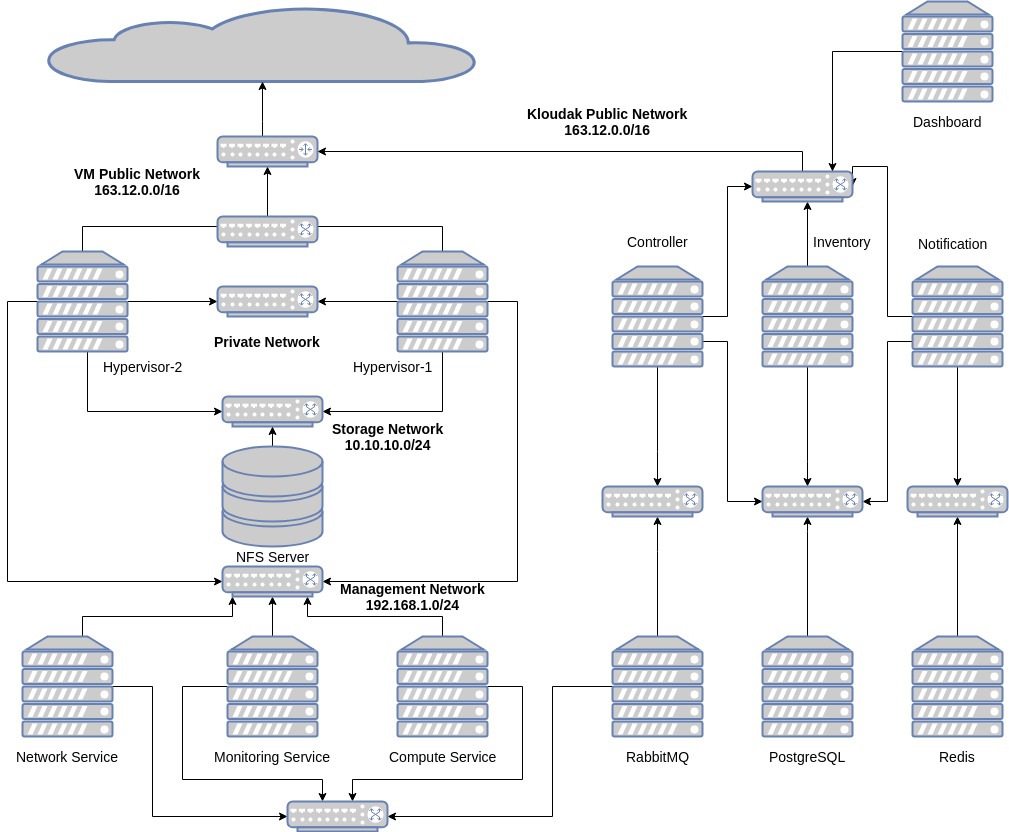 Dashboard
Kloudak Public Network
163.12.0.0/16
VM Public Network
163.12.0.0/16
Controller
Inventory
Notification
Private Network
Hypervisor-2
Hypervisor-1
Storage Network
10.10.10.0/24
NFS Server
Management Network
192.168.1.0/24
Network Service
Monitoring Service
Compute Service
RabbitMQ
PostgreSQL
Redis